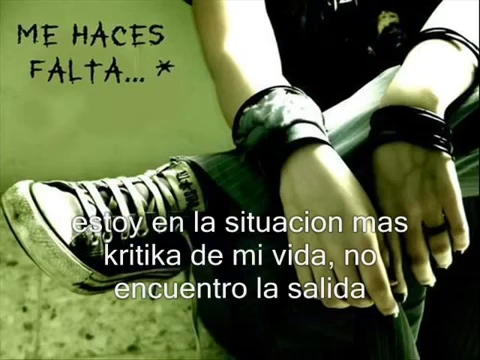 ME HACES
FALTA... *
estoy en la situacion mas
kritika de mi vida, no
encuentro la salida